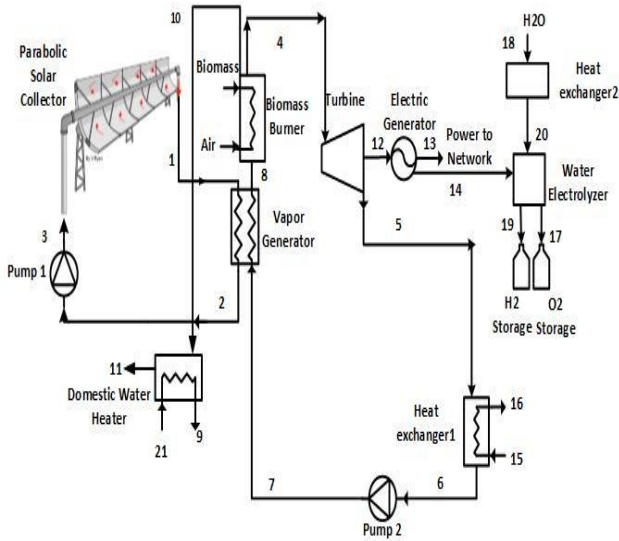 10
4
H2O
18
Parabolic
Solar
Collector
Biomass
Biomass
Burner
Air
Turbine
Electric
Generator
Power to
Network
12
13
14
Heat
exchanger2
20
Water
Electrolyzer
1
8
Vapor
Generator
5
19
17
3
Pump 1
2
H2
Storage
O2
Storage
11
Domestic Water
Heater
21
9
Heat
exchanger1
16
15
7
6
Pump 2